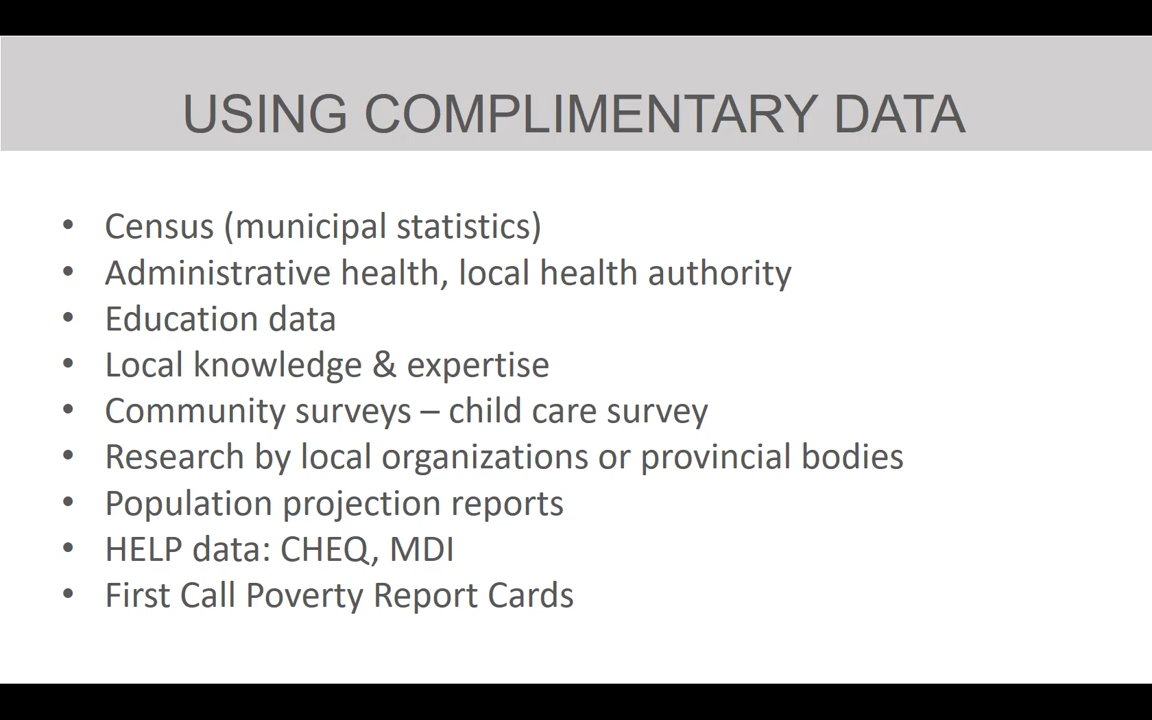 USING COMPLIMENTARY DATA
• Census (municipal statistics)
• Administrative health, local health authority
• Education data
• Local knowledge & expertise
• Community surveys – child care survey
• Research by local organizations or provincial bodies
• Population projection reports
• HELP data: CHEQ, MDI
• First Call Poverty Report Cards